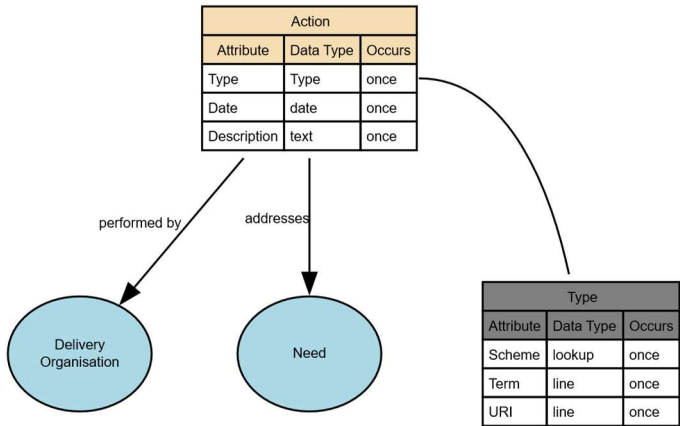 Action
Attribute Data Type Occurs
Type Type once
Date date once
Description text once
performed by
addresses
Delivery
Organisation
Need
Type
Attribute Data Type Occurs
Scheme lookup once
Term line once
URI line once